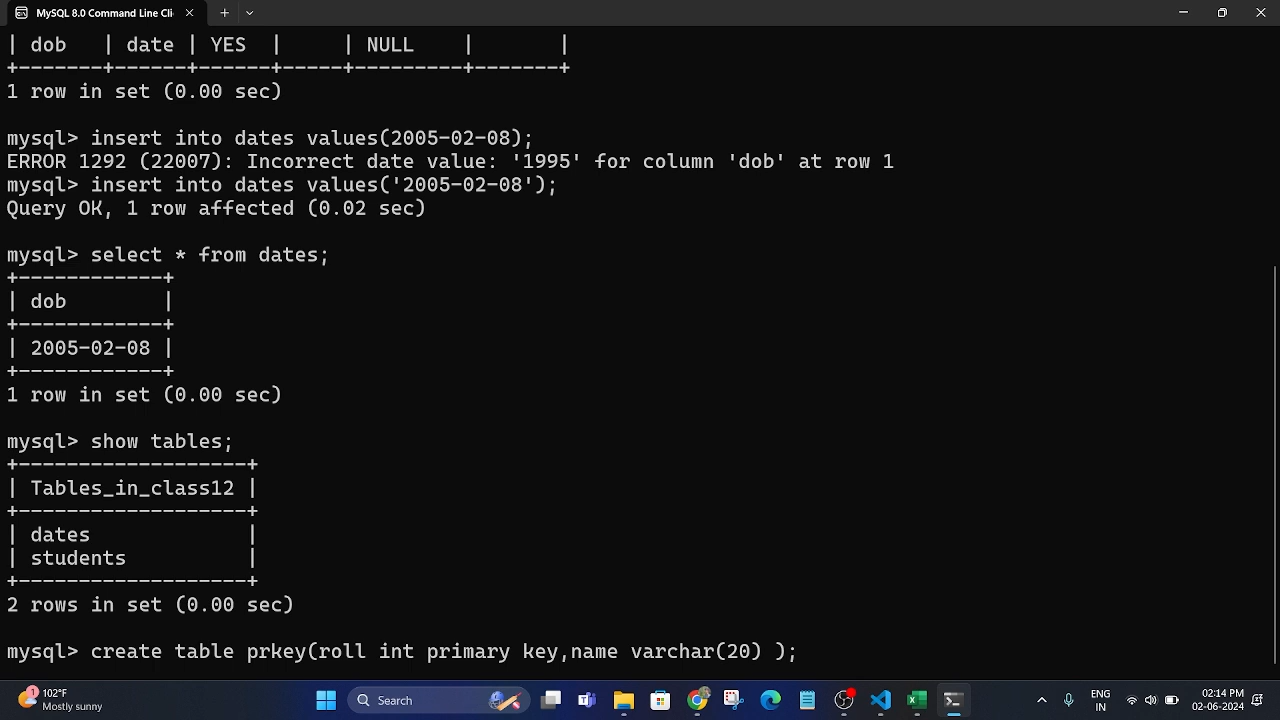 MySQL 8.0 Command Line Cli
| dob   | date | YES  |     | NULL    |       |
+-------+------+------+-----+---------+-------+
1 row in set (0.00 sec)
mysql> insert into dates values(2005-02-08);
ERROR 1292 (22007): Incorrect date value: '1995' for column 'dob' at row 1
mysql> insert into dates values('2005-02-08');
Query OK, 1 row affected (0.02 sec)
mysql> select * from dates;
+------------+
| dob        |
+------------+
| 2005-02-08 |
+------------+
1 row in set (0.00 sec)
mysql> show tables;
+-------------------+
| Tables_in_class12 |
+-------------------+
| dates             |
| students          |
+-------------------+
2 rows in set (0.00 sec)
mysql> create table prkey(roll int primary key,name varchar(20) );
1
102°F
Mostly sunny
Search
ENG
IN
02:14 PM
02-06-2024